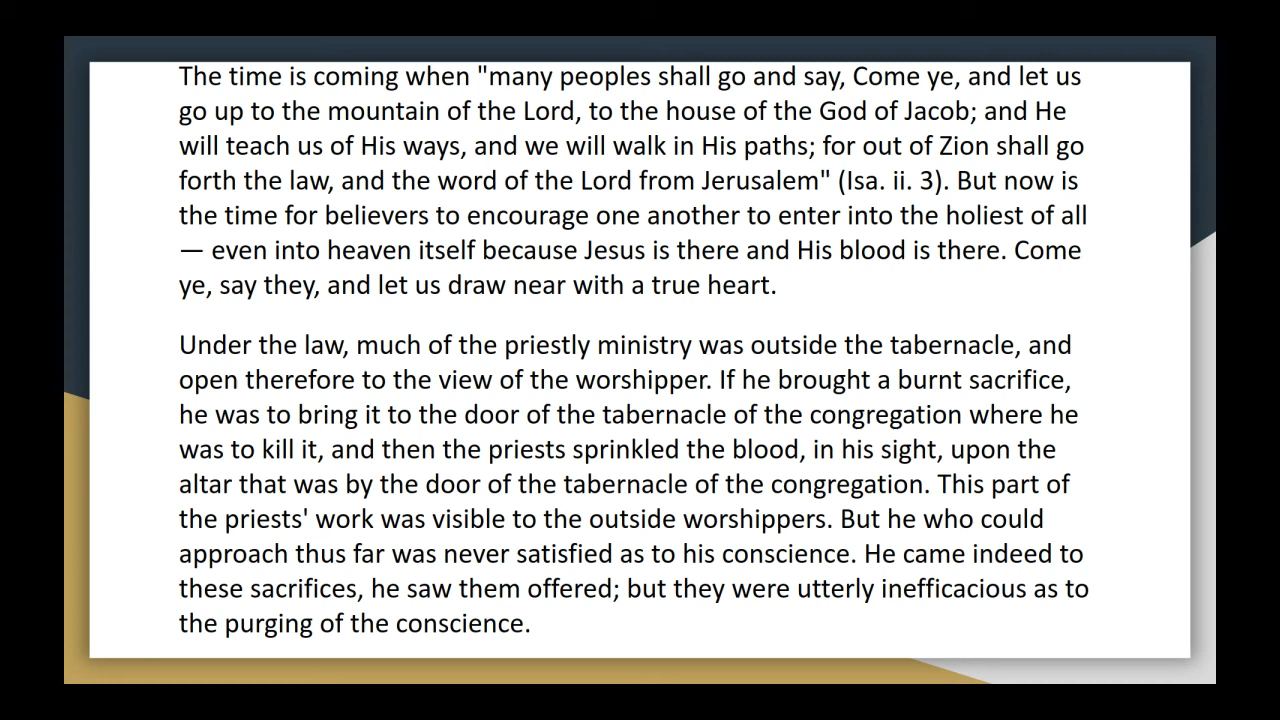 The time is coming when "many peoples shall go and say, Come ye, and let us
go up to the mountain of the Lord, to the house of the God of Jacob; and He
will teach us of His ways, and we will walk in His paths; for out of Zion shall go
forth the law, and the word of the Lord from Jerusalem" (Isa. ii. 3). But now is
the time for believers to encourage one another to enter into the holiest of all
— even into heaven itself because Jesus is there and His blood is there. Come
ye, say they, and let us draw near with a true heart.
Under the law, much of the priestly ministry was outside the tabernacle, and
open therefore to the view of the worshipper. If he brought a burnt sacrifice,
he was to bring it to the door of the tabernacle of the congregation where he
was to kill it, and then the priests sprinkled the blood, in his sight, upon the
altar that was by the door of the tabernacle of the congregation. This part of
the priests' work was visible to the outside worshippers. But he who could
approach thus far was never satisfied as to his conscience. He came indeed to
these sacrifices, he saw them offered; but they were utterly inefficacious as to
the purging of the conscience.